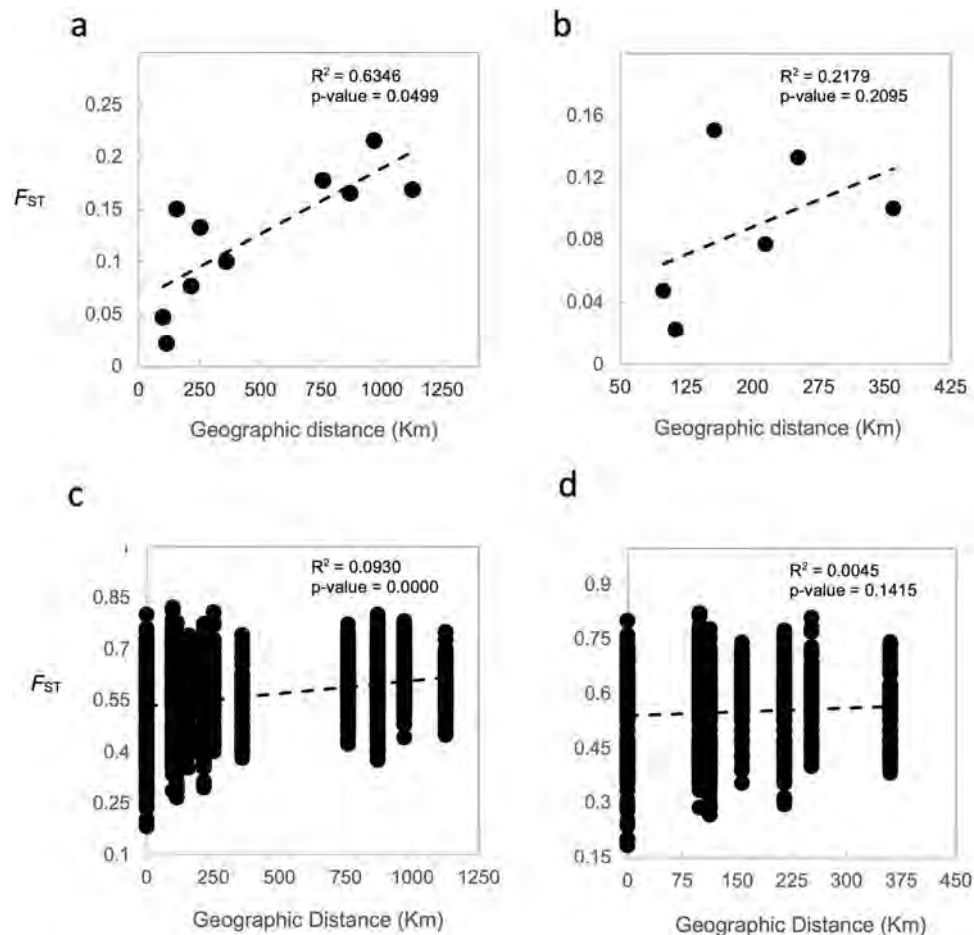 a
R² = 0.6346
p-value = 0.0499
0.25
0.2
0.15
0.1
0.05
0
FST
0 250 500 750 1000 1250
Geographic distance (Km)
b
R² = 0.2179
p-value = 0.2095
0.16
0.12
0.08
0.04
0
50 125 200 275 350 425
Geographic distance (Km)
c
R² = 0.0930
p-value = 0.0000
0.85
0.7
0.55
0.4
0.25
0.1
FST
0 250 500 750 1000 1250
Geographic Distance (Km)
d
R² = 0.0045
p-value = 0.1415
0.9
0.75
0.6
0.45
0.3
0.15
0 75 150 225 300 375 450
Geographic Distance (Km)